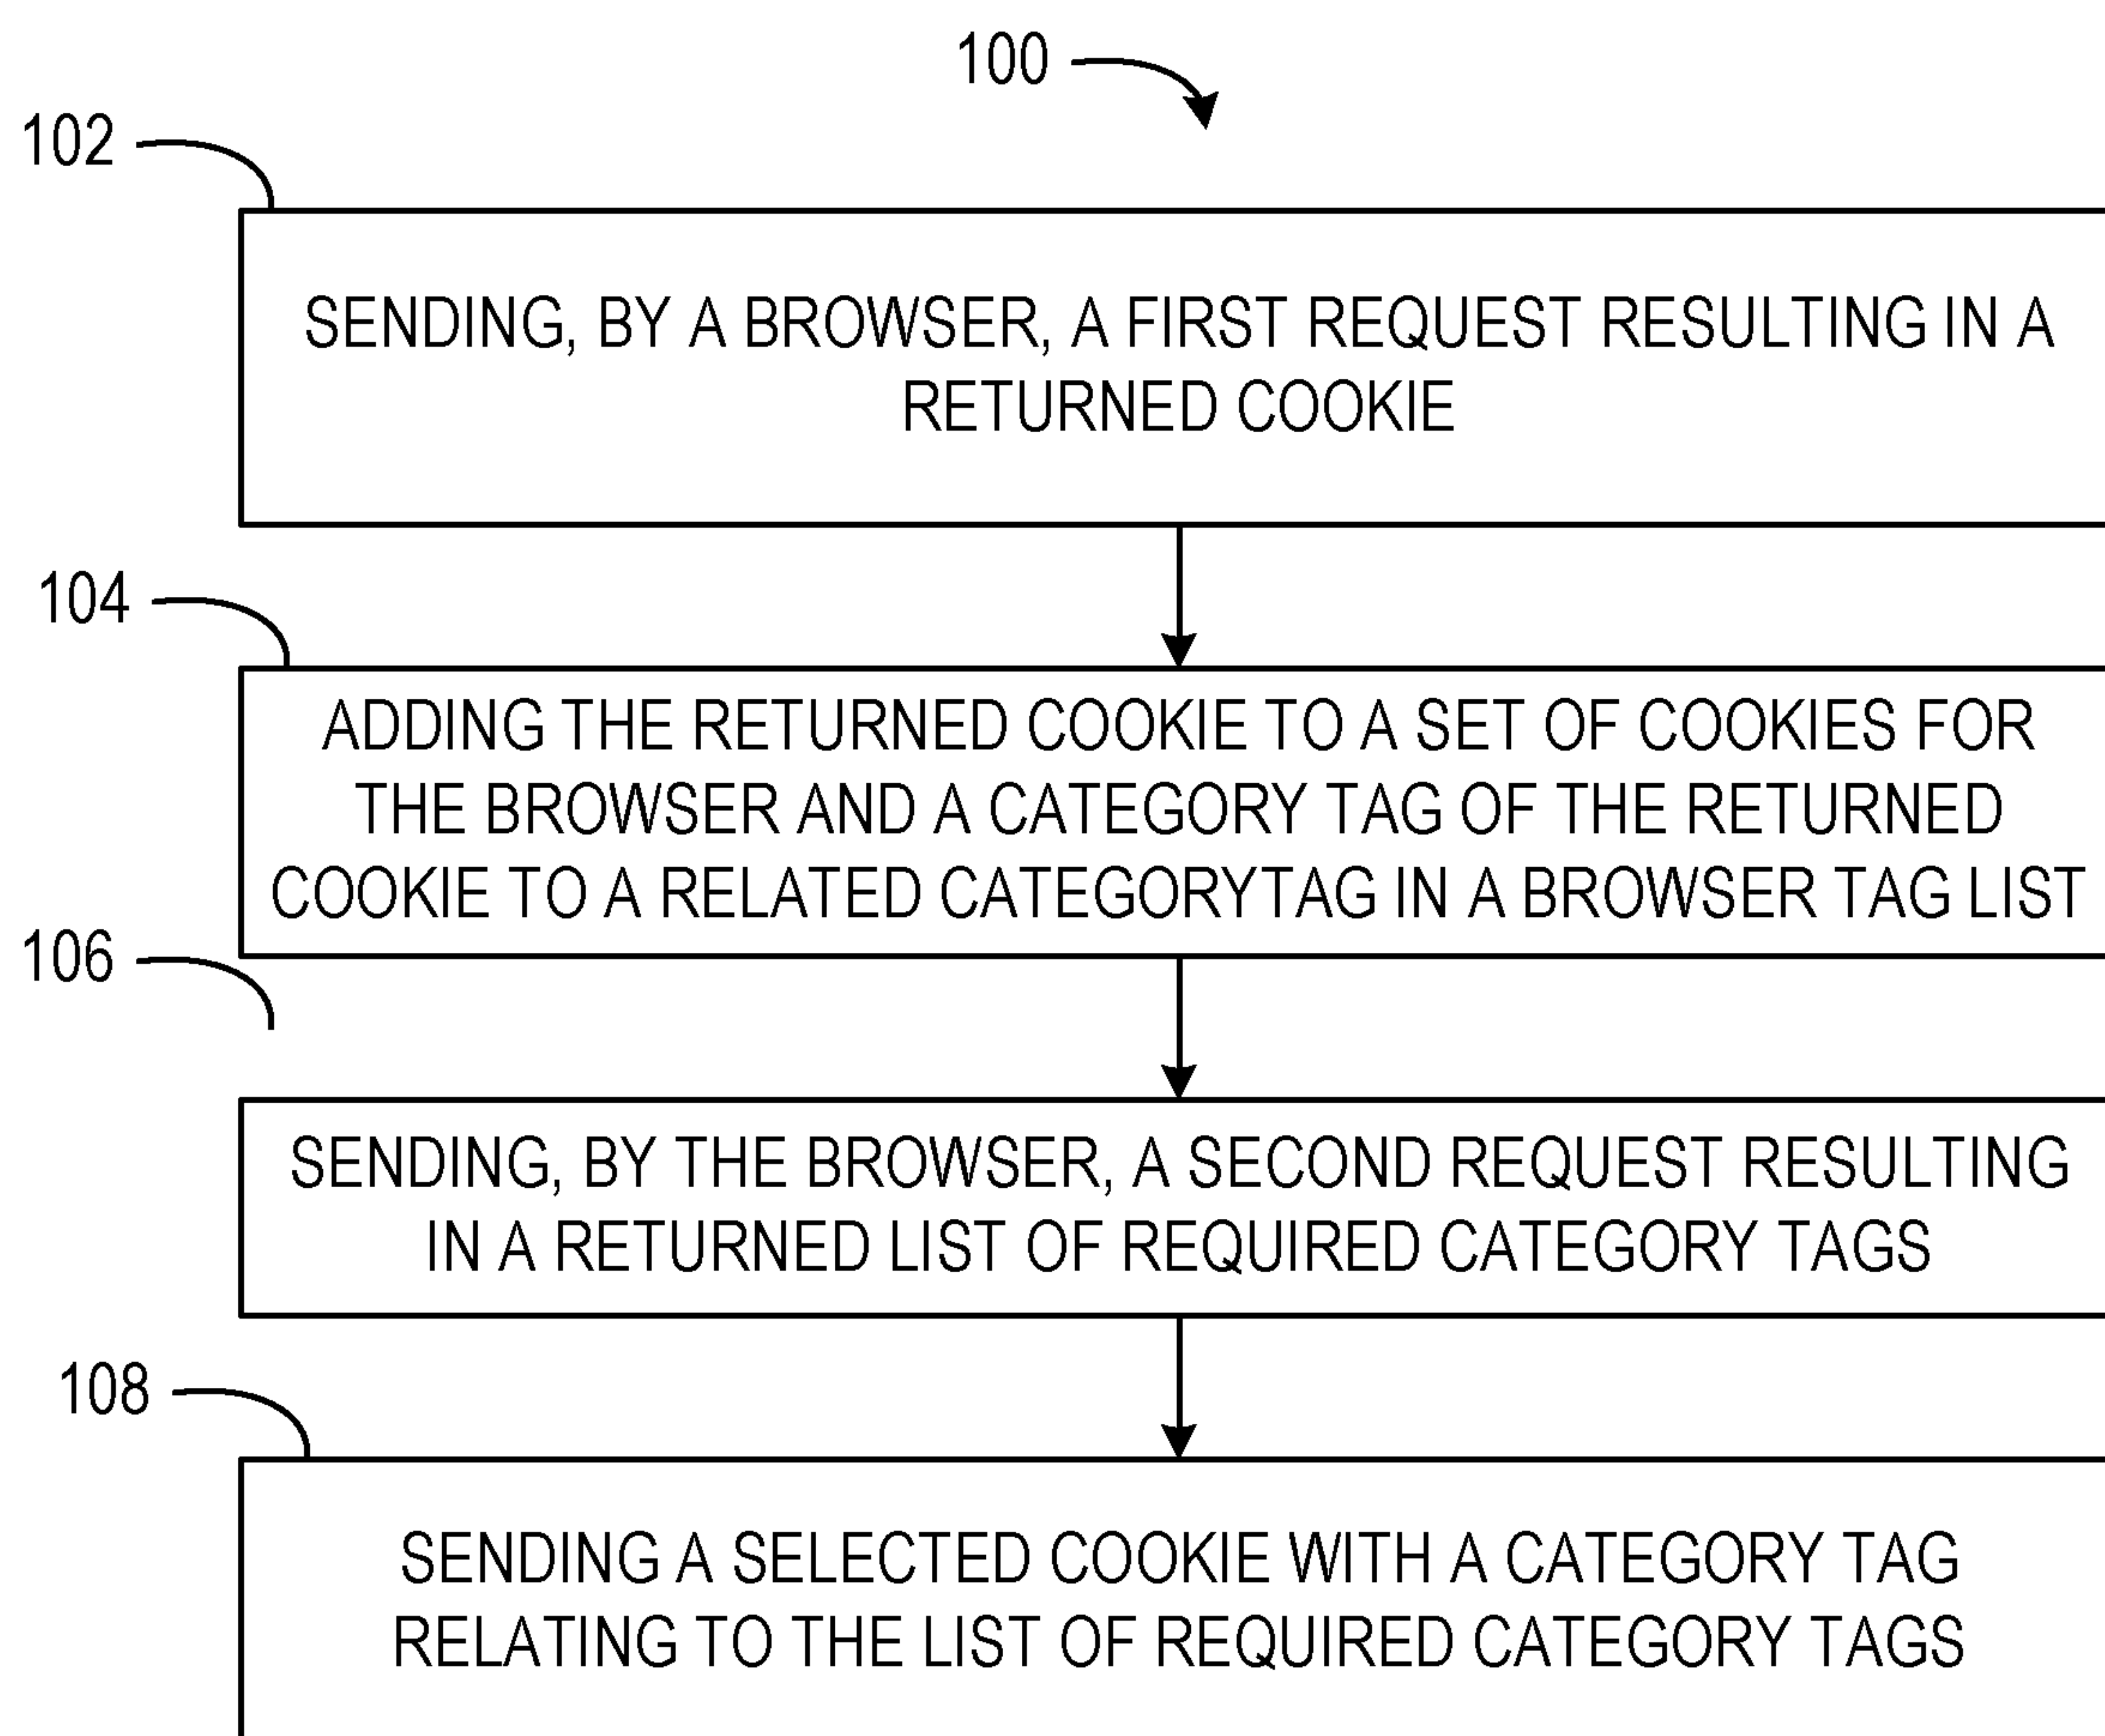 100
102
SENDING, BY A BROWSER, A FIRST REQUEST RESULTING IN A
RETURNED COOKIE
104
ADDING THE RETURNED COOKIE TO A SET OF COOKIES FOR
THE BROWSER AND A CATEGORY TAG OF THE RETURNED
COOKIE TO A RELATED CATEGORYTAG IN A BROWSER TAG LIST
106
SENDING, BY THE BROWSER, A SECOND REQUEST RESULTING
IN A RETURNED LIST OF REQUIRED CATEGORY TAGS
108
SENDING A SELECTED COOKIE WITH A CATEGORY TAG
RELATING TO THE LIST OF REQUIRED CATEGORY TAGS